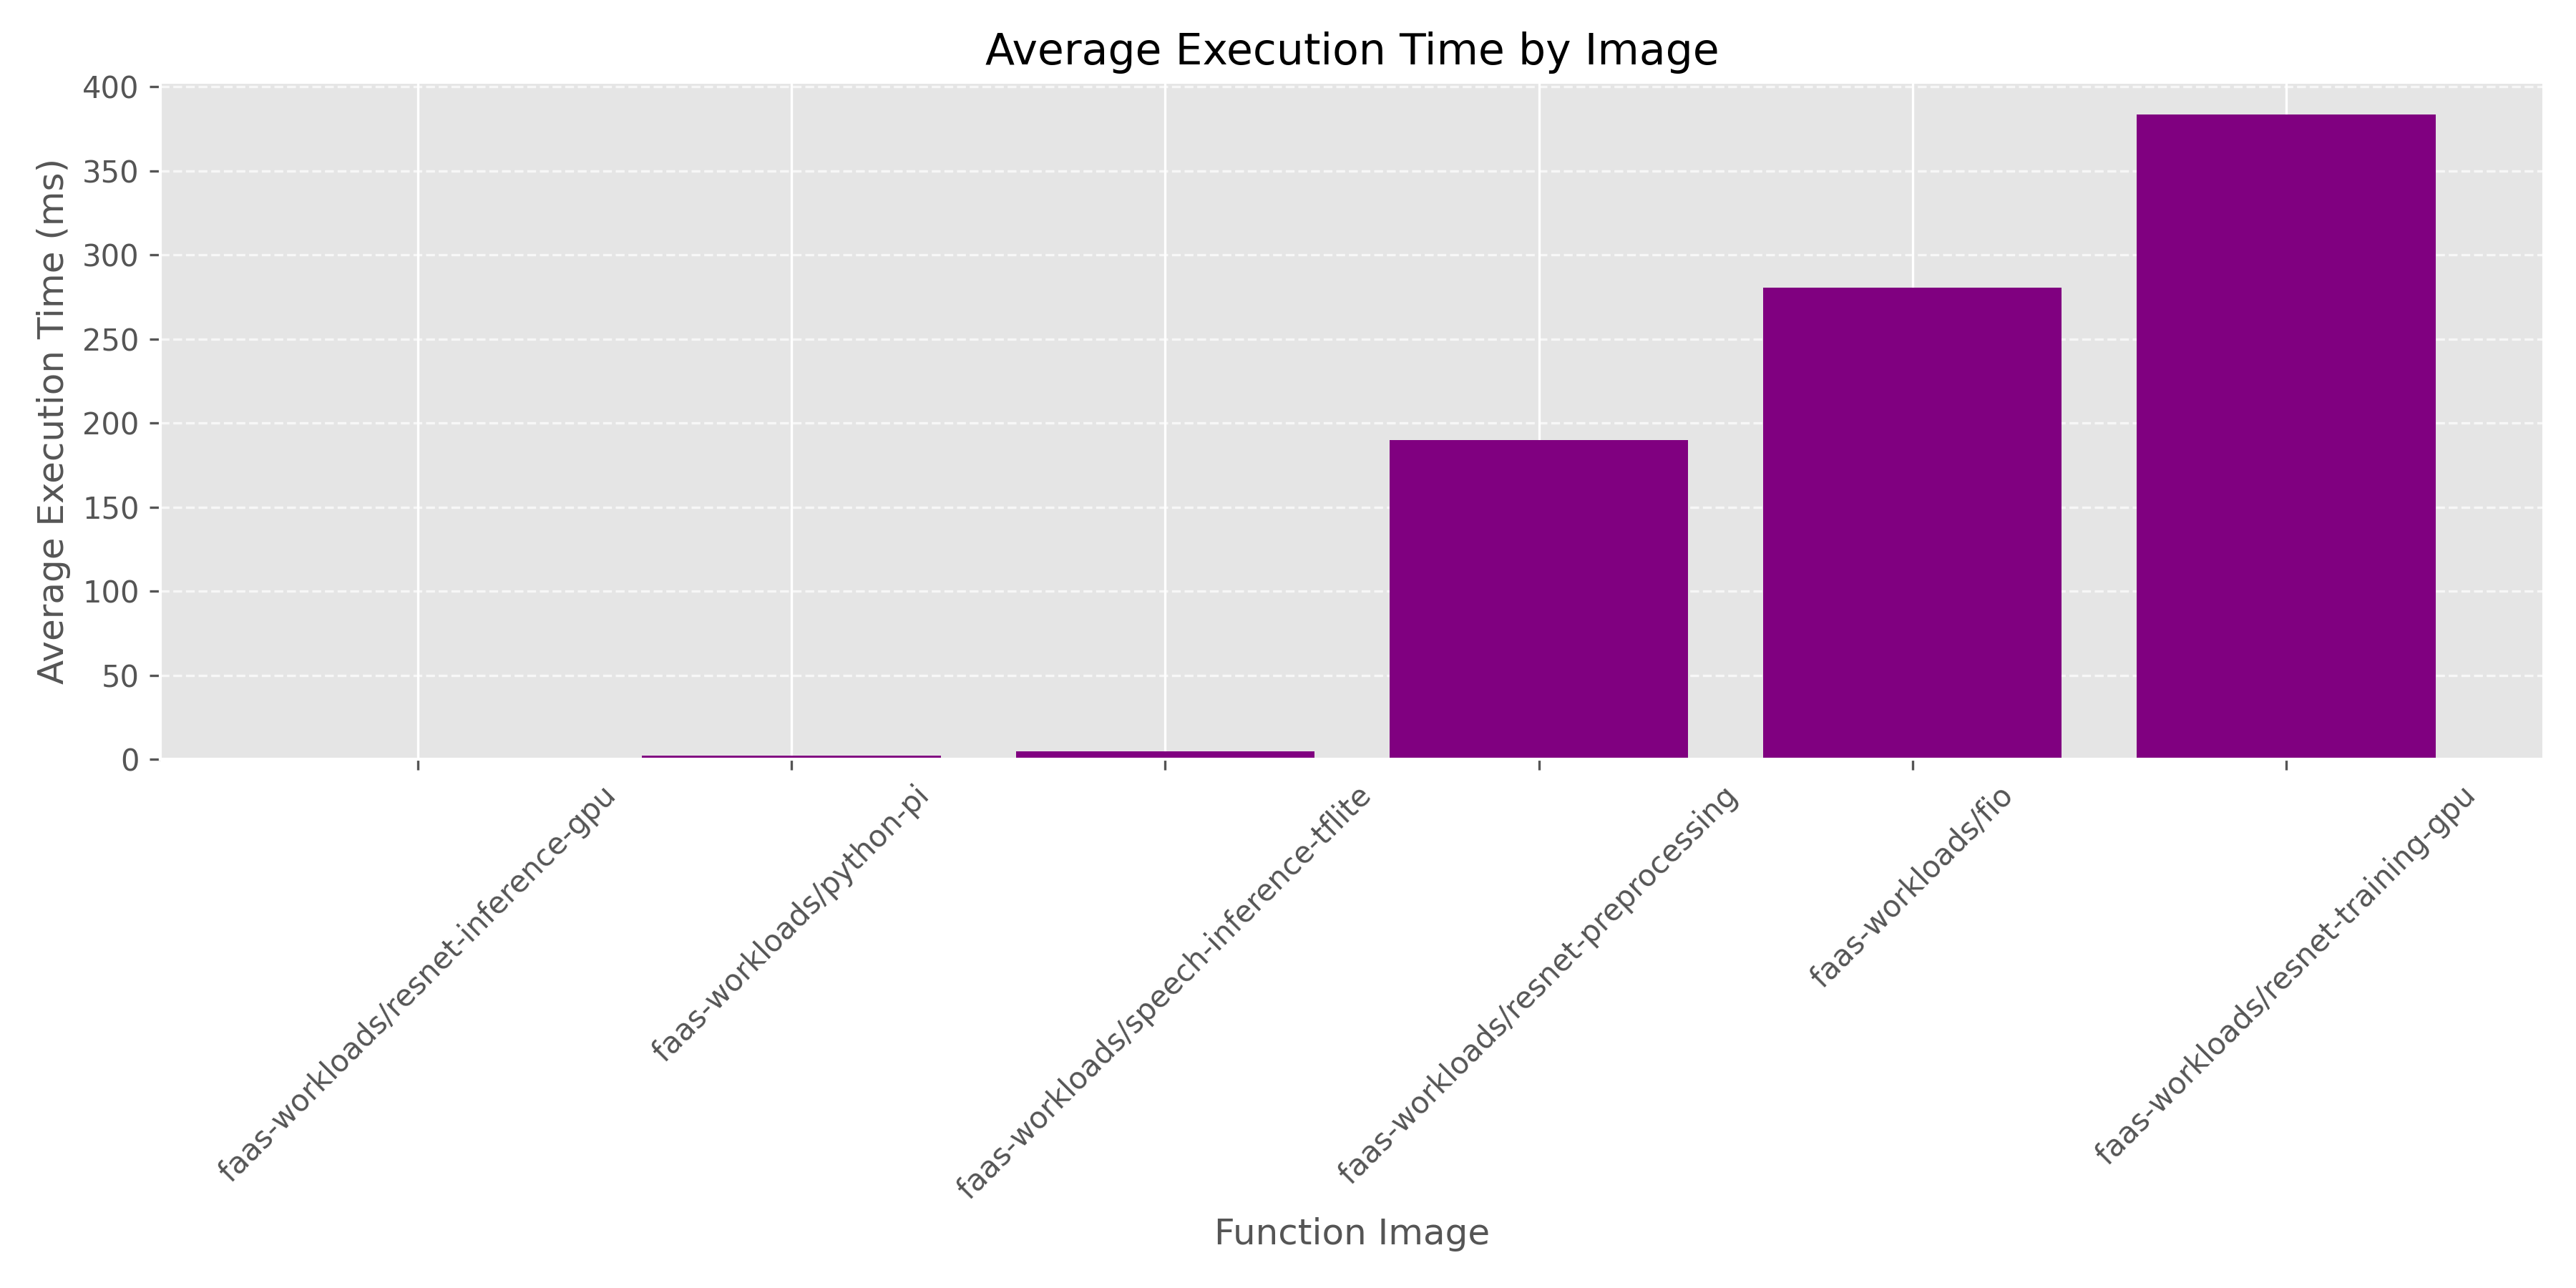 Average Execution Time by Image
Average Execution Time (ms)
400
350
300
250
200
150
100
50
0
faas-workloads/resnet-inference-gpu
faas-workloads/python-pi
faas-workloads/speech-inference-tflite
faas-workloads/resnet-preprocessing
faas-workloads/fio
faas-workloads/resnet-training-gpu
Function Image